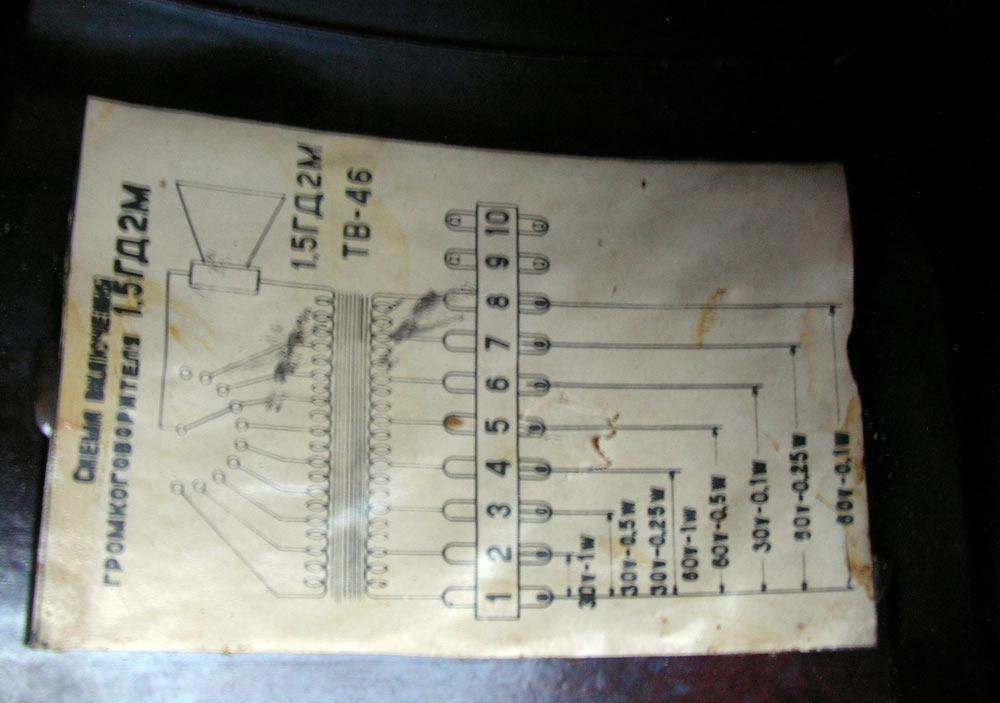 СХЕМА ВКЛЮЧЕНИЯ
ГРОМКОГОВОРИТЕЛЯ 1,5ГД2М
1,5ГД2М
ТВ-46
1 2 3 4 5 6 7 8 9 10
30V-1W
30V-0,5W
30V-0,25W
60V-1W
60V-0,5W
30V-0,1W
60V-0,25W
60V-0,1W